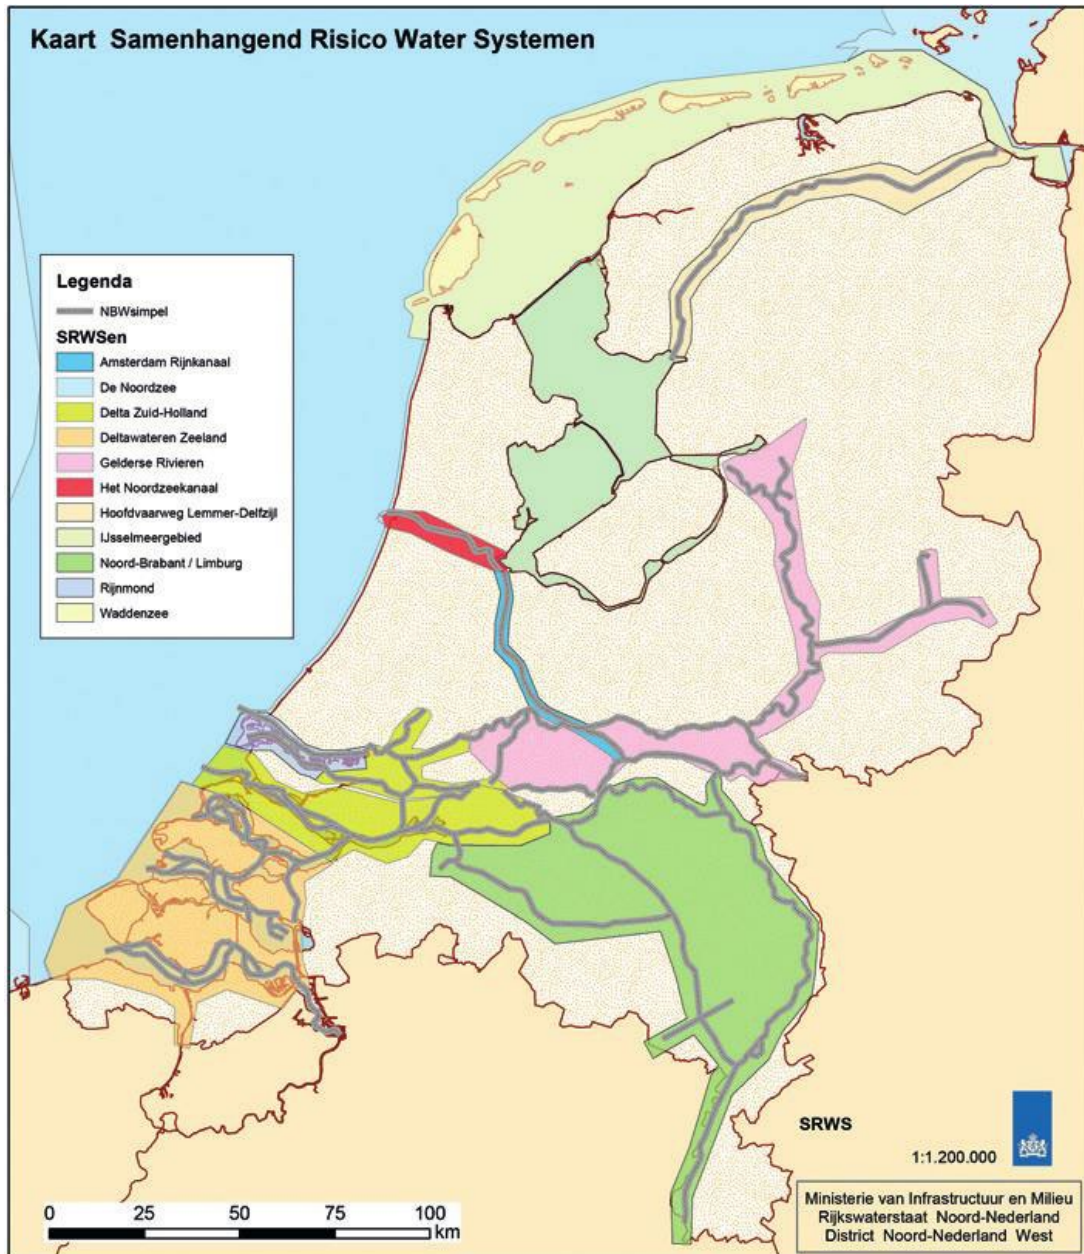 Kaart Samenhangend Risico Water Systemen
Legenda
NBWsimpel
SRWSen
Amsterdam Rijnkanaal
De Noordzee
Delta Zuid-Holland
Deltawateren Zeeland
Gelderse Rivieren
Het Noordzeekanaal
Hoofdvaarweg Lemmer-Delfzijl
IJsselmeergebied
Noord-Brabant / Limburg
Rijnmond
Waddenzee
SRWS
1:1.200.000
0 25 50 75 100
km
Ministerie van Infrastructuur en Milieu
Rijkswaterstaat Noord-Nederland
District Noord-Nederland West